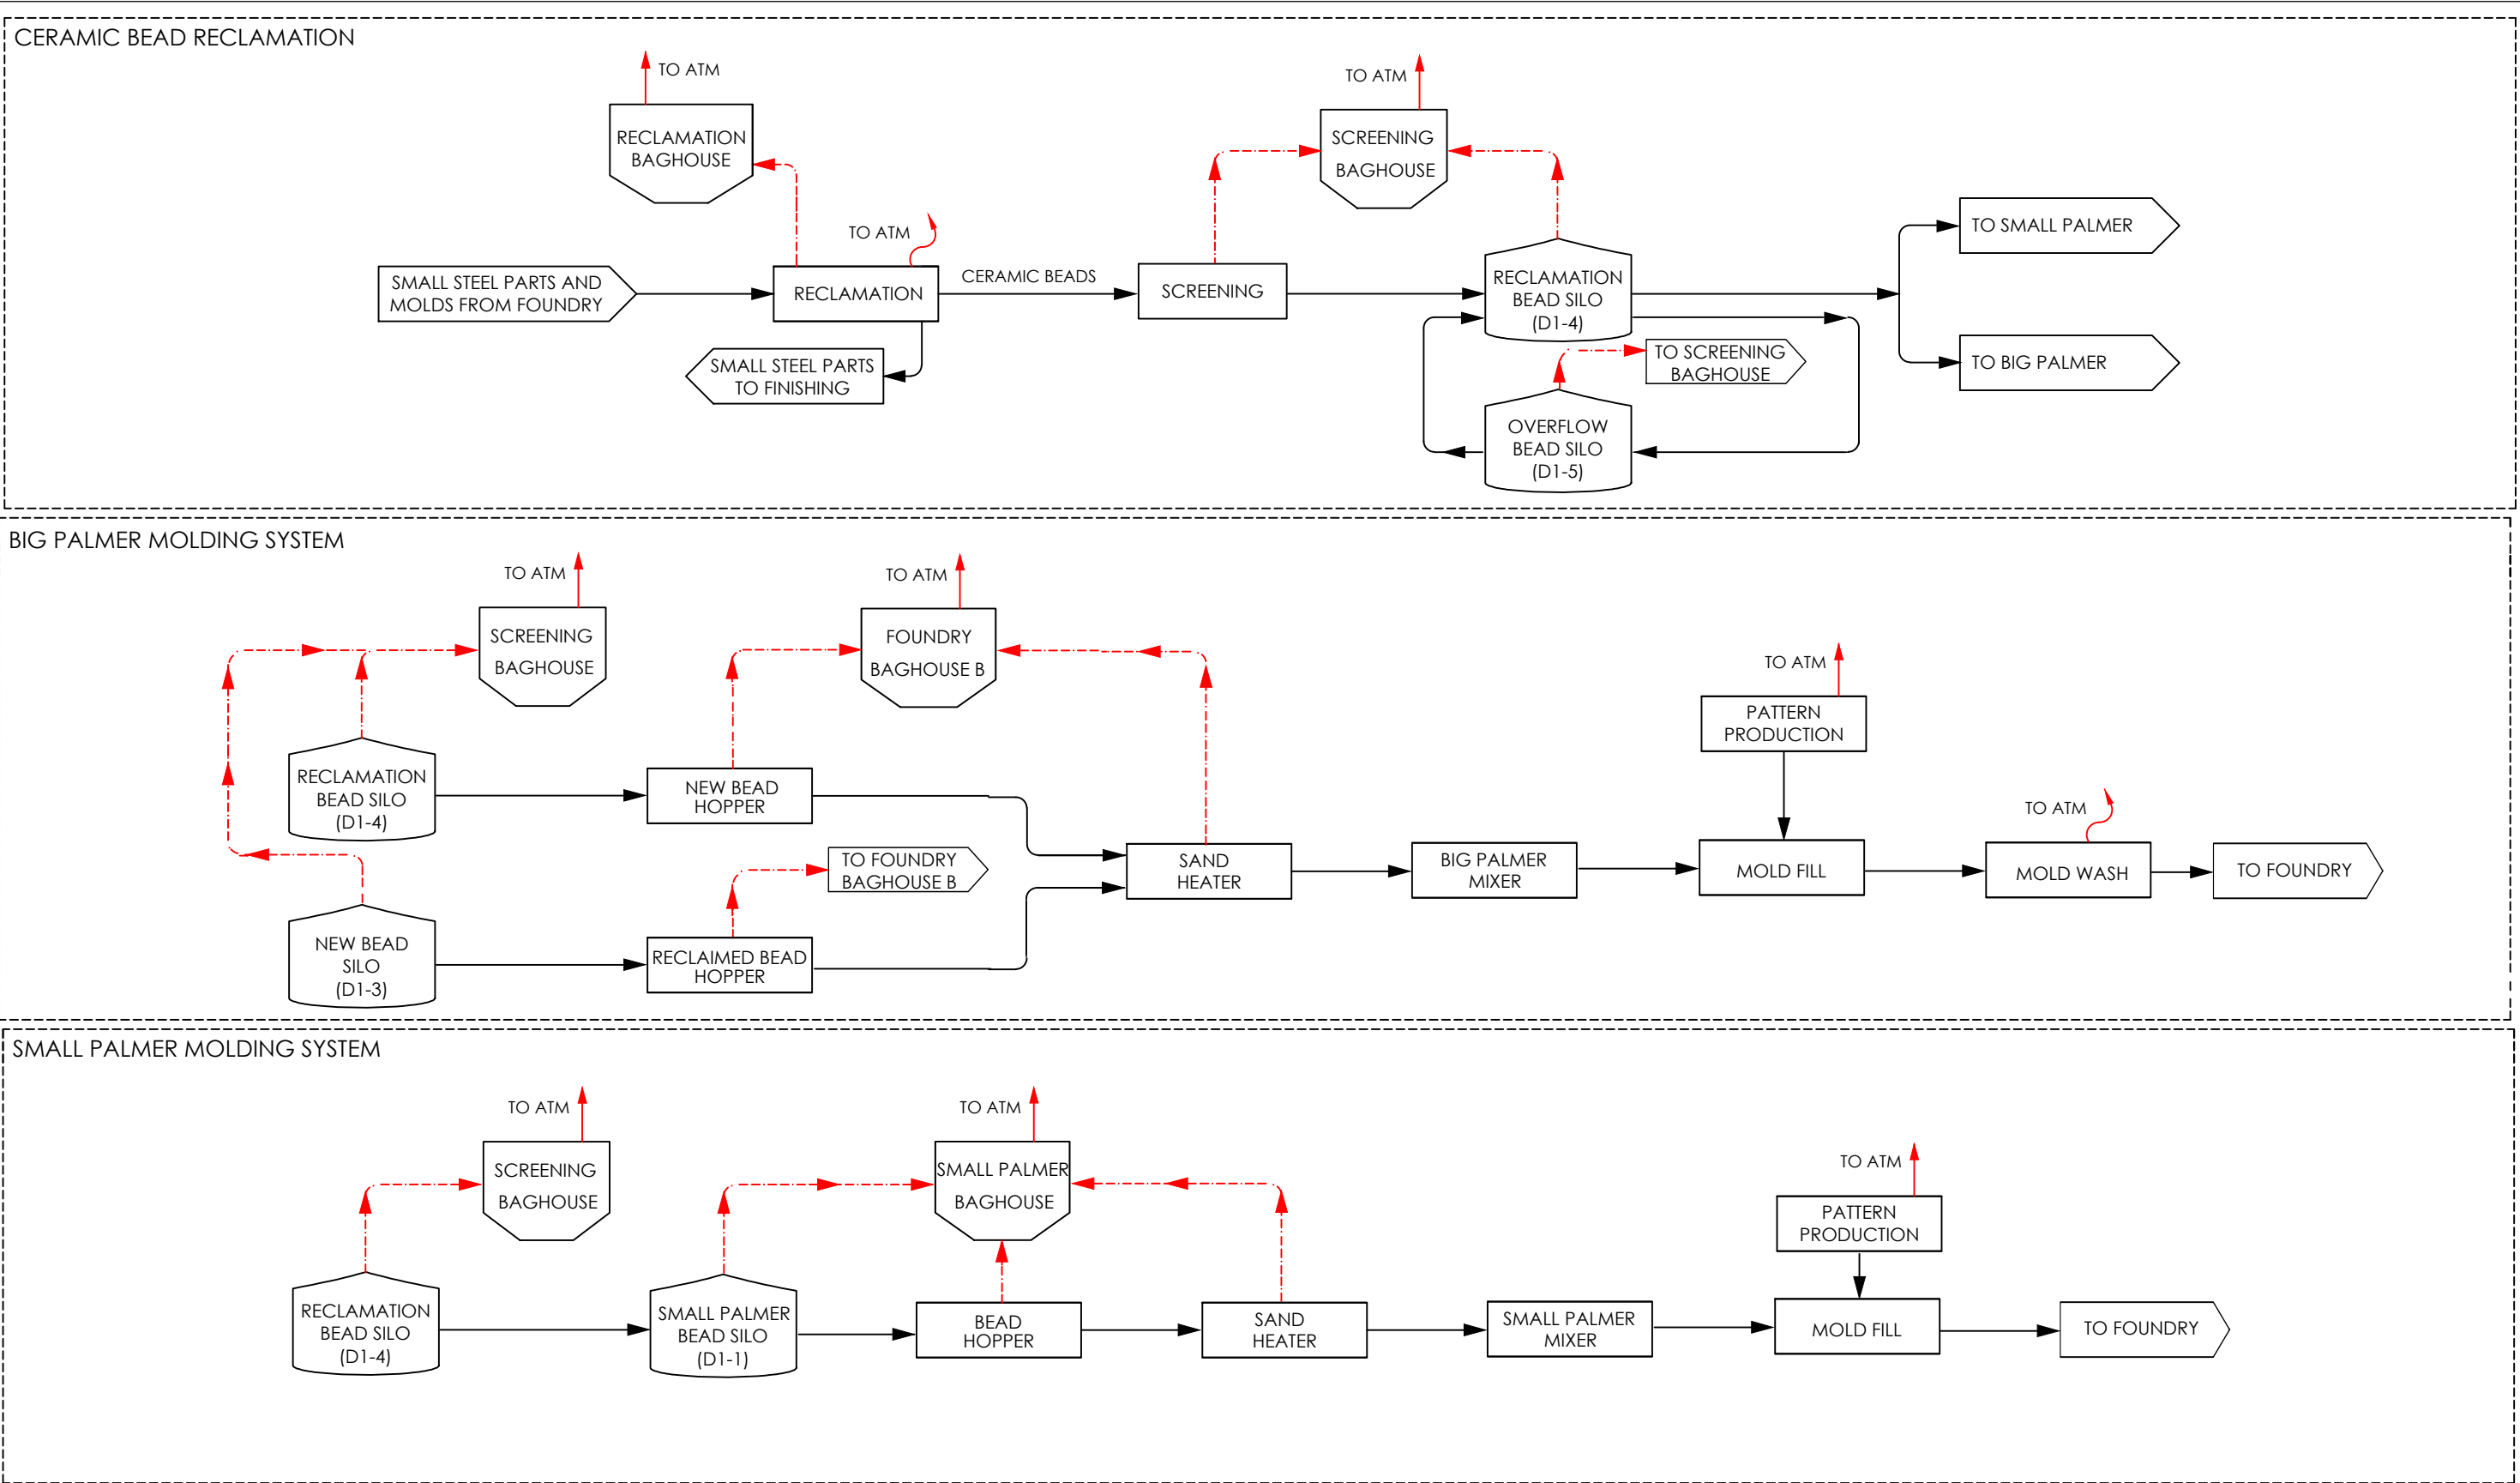 CERAMIC BEAD RECLAMATION
TO ATM
RECLAMATION
BAGHOUSE
TO ATM
SCREENING
BAGHOUSE
TO ATM
SMALL STEEL PARTS AND
MOLDS FROM FOUNDRY
RECLAMATION
CERAMIC BEADS
SCREENING
RECLAMATION
BEAD SILO
(D1-4)
TO SMALL PALMER
TO BIG PALMER
SMALL STEEL PARTS
TO FINISHING
TO SCREENING
BAGHOUSE
OVERFLOW
BEAD SILO
(D1-5)
BIG PALMER MOLDING SYSTEM
TO ATM
SCREENING
BAGHOUSE
TO ATM
FOUNDRY
BAGHOUSE B
TO ATM
PATTERN
PRODUCTION
RECLAMATION
BEAD SILO
(D1-4)
NEW BEAD
HOPPER
TO ATM
TO FOUNDRY
BAGHOUSE B
SAND
HEATER
BIG PALMER
MIXER
MOLD FILL
MOLD WASH
TO FOUNDRY
NEW BEAD
SILO
(D1-3)
RECLAIMED BEAD
HOPPER
SMALL PALMER MOLDING SYSTEM
TO ATM
SCREENING
BAGHOUSE
TO ATM
SMALL PALMER
BAGHOUSE
TO ATM
PATTERN
PRODUCTION
RECLAMATION
BEAD SILO
(D1-4)
SMALL PALMER
BEAD SILO
(D1-1)
BEAD
HOPPER
SAND
HEATER
SMALL PALMER
MIXER
MOLD FILL
TO FOUNDRY